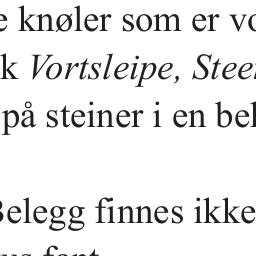 knøler som er vo
k Vortsleipe, Steen
på steiner i en bel
Belegg finnes ikke